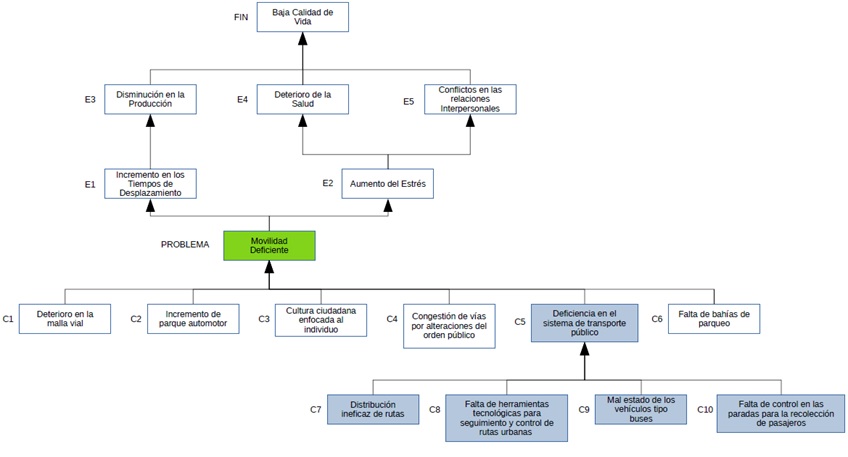 FIN
Baja Calidad de
Vida
E3
Disminución en la
Producción
E4
Deterioro de la
Salud
E5
Conflictos en las
relaciones
Interpersonales
E1
Incremento en los
Tiempos de
Desplazamiento
E2
Aumento del Estrés
PROBLEMA
Movilidad
Deficiente
C1
Deterioro en la
malla vial
C2
Incremento de
parque automotor
C3
Cultura ciudadana
enfocada al
individuo
C4
Congestión de vías
por alteraciones del
orden público
C5
Deficiencia en el
sistema de transporte
público
C6
Falta de bahías de
parqueo
C7
Distribución
ineficaz de rutas
C8
Falta de herramientas
tecnológicas para
seguimiento y control de
rutas urbanas
C9
Mal estado de los
vehículos tipo
buses
C10
Falta de control en las
paradas para la recolección
de pasajeros